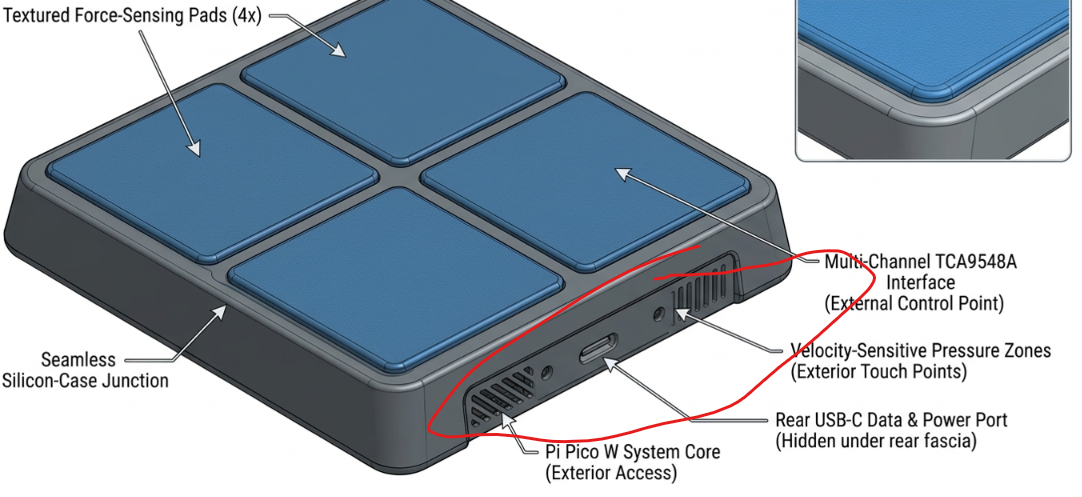 Textured Force-Sensing Pads (4x)
Multi-Channel TCA9548A
Interface
(External Control Point)
Velocity-Sensitive Pressure Zones
(Exterior Touch Points)
Seamless
Silicon-Case Junction
Rear USB-C Data & Power Port
(Hidden under rear fascia)
Pi Pico W System Core
(Exterior Access)